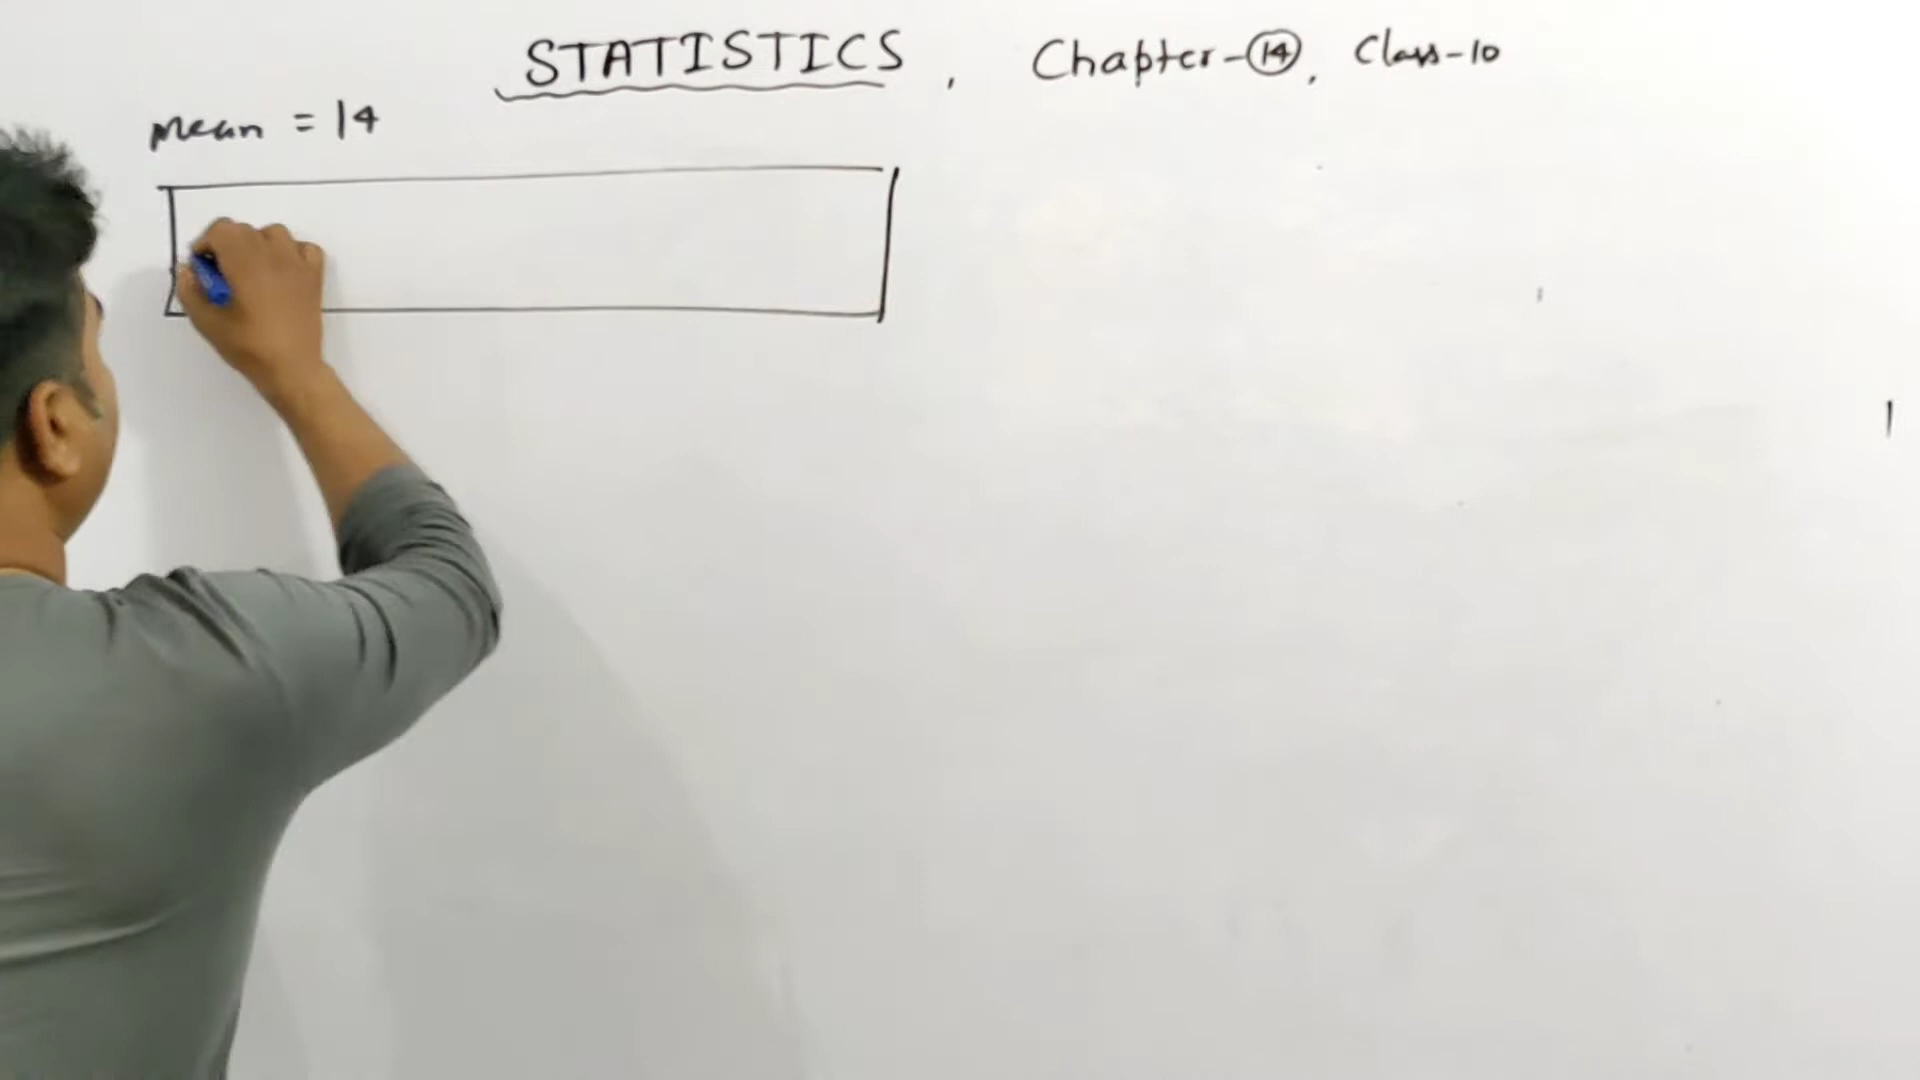 STATISTICS, Chapter-14, Class-10
mean = 14